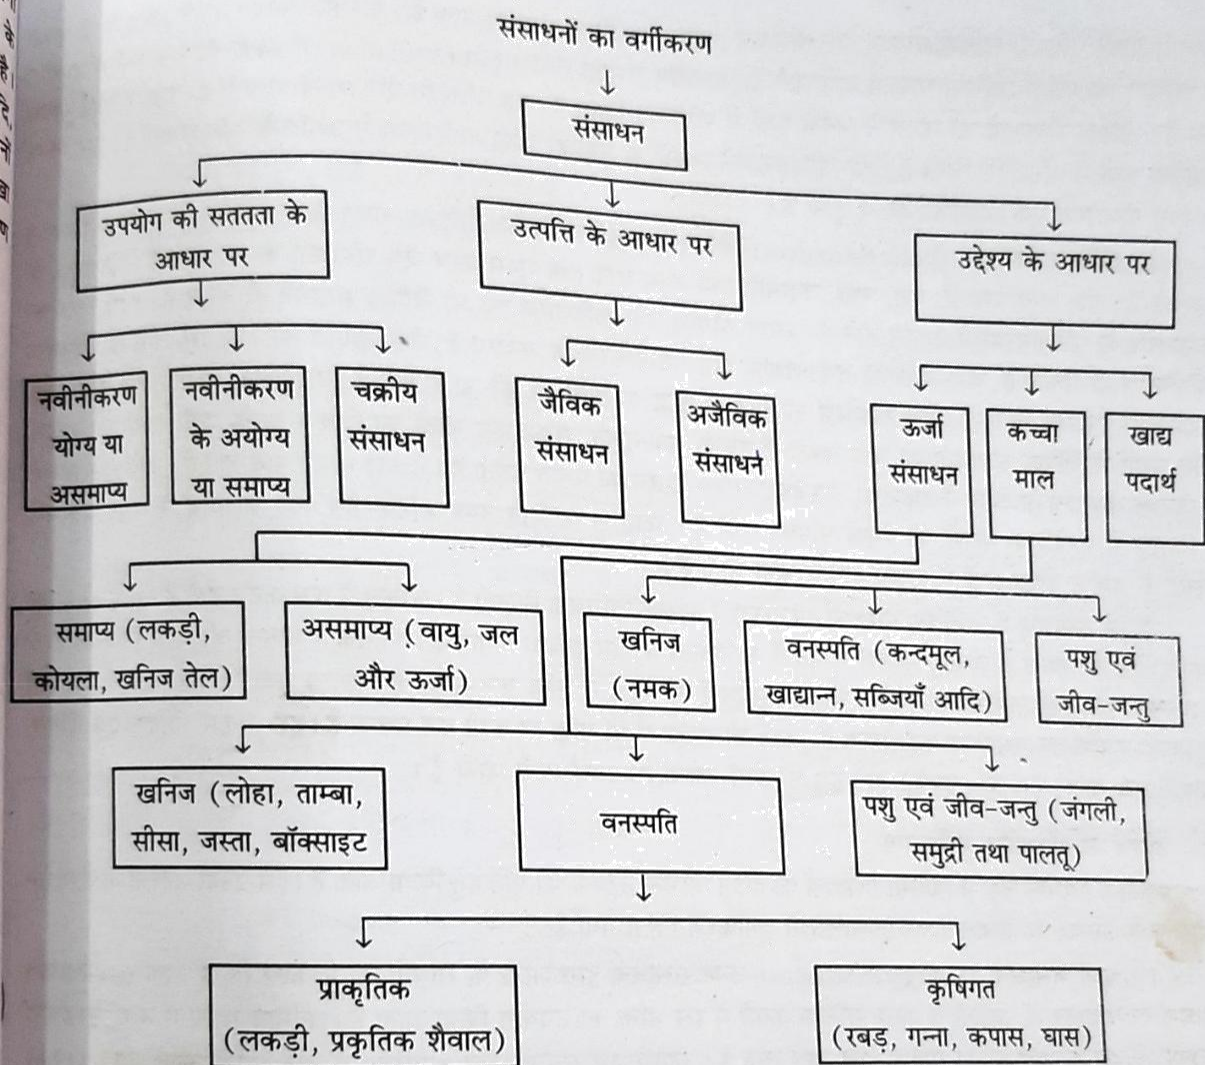 संसाधनों का वर्गीकरण
संसाधन
उपयोग की सततता के
आधार पर
उत्पत्ति के आधार पर
उद्देश्य के आधार पर
नवीनीकरण
योग्य या
असमाप्य
नवीनीकरण
के अयोग्य
या समाप्य
चक्रीय
संसाधन
जैविक
संसाधन
अजैविक
संसाधन
ऊर्जा
संसाधन
कच्चा
माल
खाद्य
पदार्थ
समाप्य (लकड़ी,
कोयला, खनिज तेल)
असमाप्य (वायु, जल
और ऊर्जा)
खनिज
(नमक)
वनस्पति (कन्दमूल,
खाद्यान्न, सब्जियाँ आदि)
पशु एवं
जीव-जन्तु
खनिज (लोहा, ताम्बा,
सीसा, जस्ता, बॉक्साइट
वनस्पति
पशु एवं जीव-जन्तु (जंगली,
समुद्री तथा पालतू)
प्राकृतिक
(लकड़ी, प्रकृतिक शैवाल)
कृषिगत
(रबड़, गन्ना, कपास, घास)